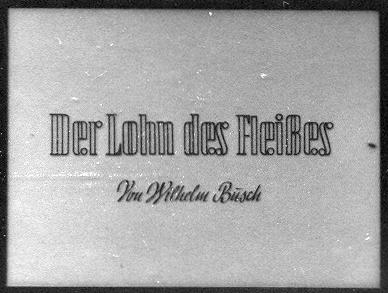 Der Lohn des Fleißes
Von Wilhelm Busch